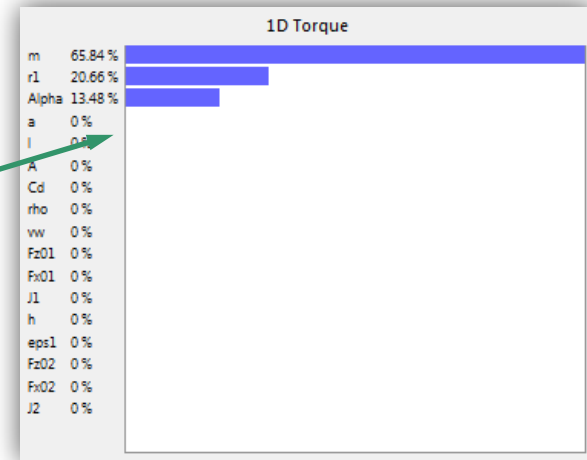 1D Torque
m 65.84 %
r1 20.66 %
Alpha 13.48 %
a 0 %
l 0 %
A 0 %
Cd 0 %
rho 0 %
vw 0 %
Fz01 0 %
Fx01 0 %
J1 0 %
h 0 %
eps1 0 %
Fz02 0 %
Fx02 0 %
J2 0 %